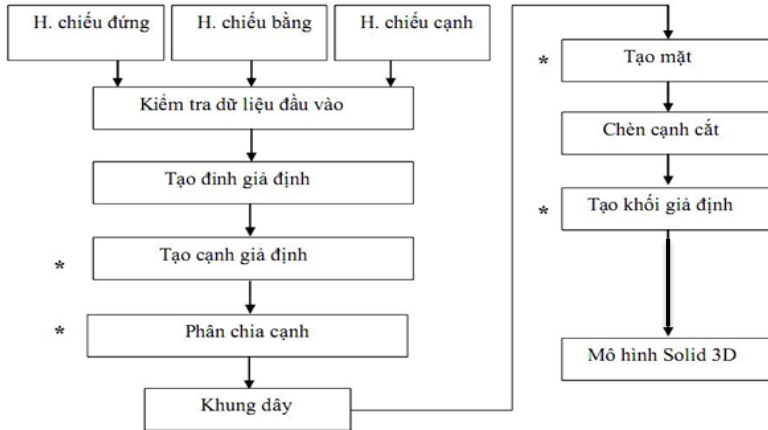 H. chiếu đứng
H. chiếu bằng
H. chiếu cạnh
Kiểm tra dữ liệu đầu vào
Tạo đỉnh giả định
* Tạo cạnh giả định
* Phân chia cạnh
Khung dây
* Tạo mặt
Chèn cạnh cắt
* Tạo khối giả định
Mô hình Solid 3D